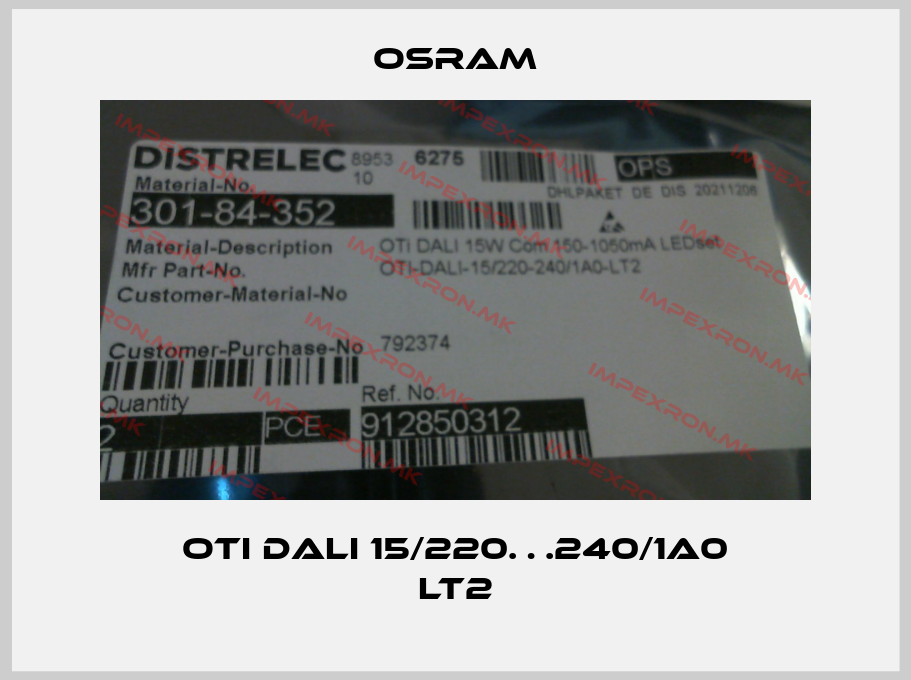 OSRAM
DISTRELEC 8953 6275 OPS
10
Material-No. DHLPAKET DE DIS 20211206
301-84-352
Material-Description OTi DALI 15W Com 150-1050mA LEDset
Mfr Part-No. OTI-DALI-15/220-240/1A0-LT2
Customer-Material-No
Customer-Purchase-No 792374
Quantity Ref. No.
2 PCE 912850312
IMPEXRON.MK
OTI DALI 15/220...240/1A0
LT2